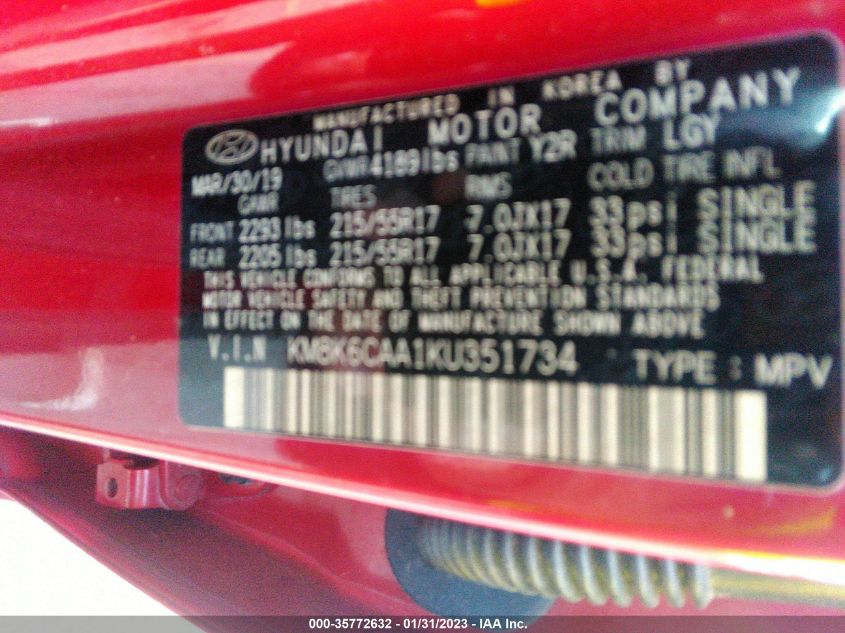 MANUFACTURED IN KOREA BY
HYUNDAI MOTOR COMPANY
MAR/30/19 GVWR 4189lbs PAINT Y2R TRIM LGY
GAWR TIRES RIMS COLD TIRE INFL
FRONT 2293 lbs 215/55R17 7.0JX17 33psi SINGLE
REAR 2205 lbs 215/55R17 7.0JX17 33psi SINGLE
THIS VEHICLE CONFORMS TO ALL APPLICABLE U.S.A. FEDERAL
MOTOR VEHICLE SAFETY AND THEFT PREVENTION STANDARDS
IN EFFECT ON THE DATE OF MANUFACTURE SHOWN ABOVE
V.I.N KM8K6CAA1KU351734 TYPE : MPV
000-35772632 - 01/31/2023 - IAA Inc.